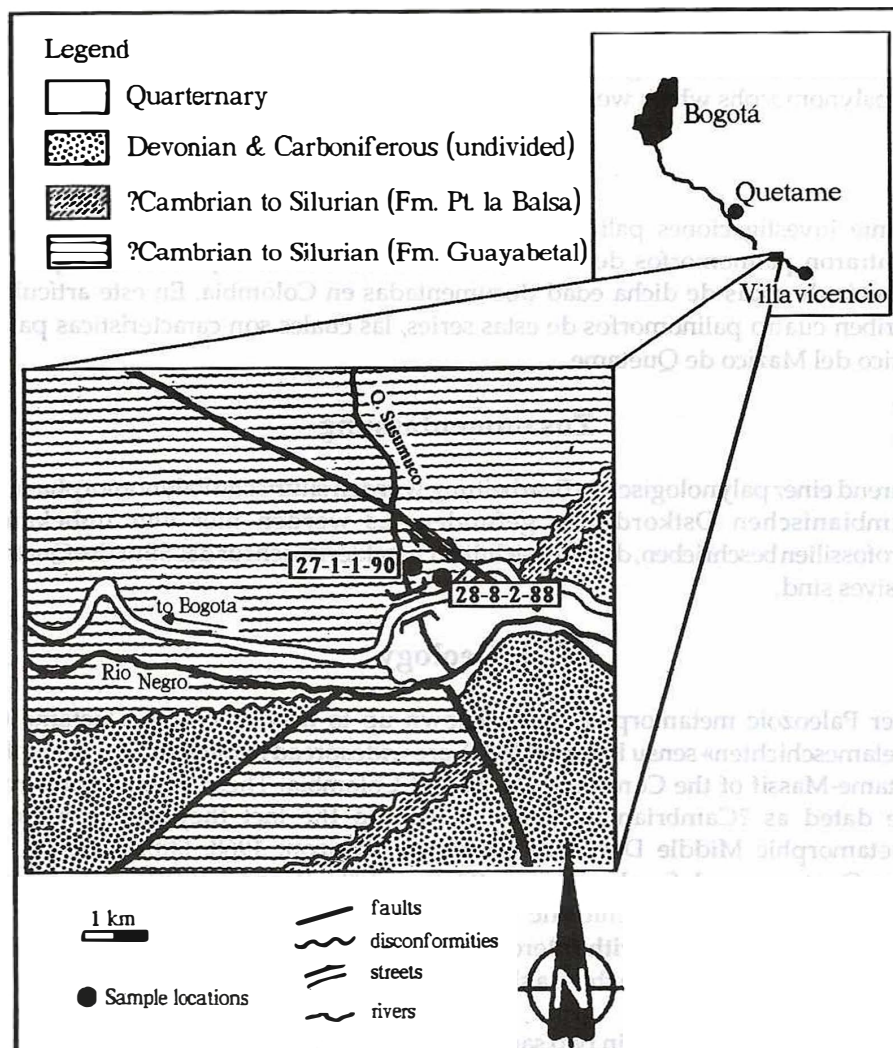 Legend
Quarternary
Devonian & Carboniferous (undivided)
?Cambrian to Silurian (Fm. Pt. la Balsa)
?Cambrian to Silurian (Fm. Guayabetal)
Bogotá
Quetame
Villavicencio
Q. Susumuco
27-1-1-90
28-8-2-88
to Bogota
Rio
Negro
1 km
Sample locations
faults
disconformities
streets
rivers
N